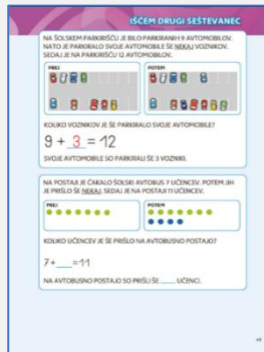 IŠČEM DRUGI SEŠTEVANEC
NA ŠOLSKEM PARKIRIŠČU JE BILO PARKIRANIH 9 AVTOMOBILOV.
NATO JE PARKIRALO SVOJE AVTOMOBILE ŠE NEKAJ VOZNIKOV.
SEDAJ JE NA PARKIRIŠČU 12 AVTOMOBILOV.
PREJ POTEM
KOLIKO VOZNIKOV JE ŠE PARKIRALO SVOJE AVTOMOBILE?
9 + 3 = 12
SVOJE AVTOMOBILE SO PARKIRALI ŠE 3 VOZNIKI.
NA POSTAJI JE ČAKALO ŠOLSKI AVTOBUS 7 UČENCEV. POTEM JIH
JE PRIŠLO ŠE NEKAJ. SEDAJ JE NA POSTAJI 11 UČENCEV.
PREJ POTEM
KOLIKO UČENCEV JE ŠE PRIŠLO NA AVTOBUSNO POSTAJO?
7+__=11
NA AVTOBUSNO POSTAJO SO PRIŠLI ŠE ____ UČENCI.